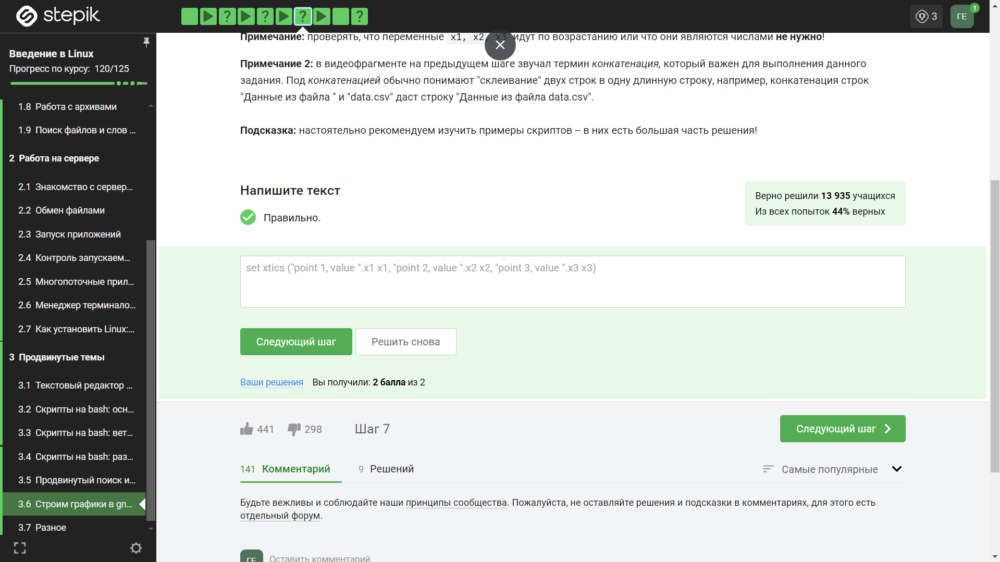 stepik
? ? ? ?
3
ГЕ
1
Введение в Linux
Прогресс по курсу: 120/125
1.8 Работа с архивами
1.9 Поиск файлов и слов ...
2 Работа на сервере
2.1 Знакомство с сервер...
2.2 Обмен файлами
2.3 Запуск приложений
2.4 Контроль запускаем...
2.5 Многопоточные прил...
2.6 Менеджер терминало...
2.7 Как установить Linux:...
3 Продвинутые темы
3.1 Текстовый редактор ...
3.2 Скрипты на bash: осн...
3.3 Скрипты на bash: вет...
3.4 Скрипты на bash: раз...
3.5 Продвинутый поиск и...
3.6 Строим графики в gn...
3.7 Разное
Примечание: проверять, что переменные x1, x2, x3 идут по возрастанию или что они являются числами не нужно!
Примечание 2: в видеофрагменте на предыдущем шаге звучал термин конкатенация, который важен для выполнения данного
задания. Под конкатенацией обычно понимают "склеивание" двух строк в одну длинную строку, например, конкатенация строк
"Данные из файла " и "data.csv" даст строку "Данные из файла data.csv".
Подсказка: настоятельно рекомендуем изучить примеры скриптов -- в них есть большая часть решения!
Напишите текст
Правильно.
Верно решили 13 935 учащихся
Из всех попыток 44% верных
set xtics ("point 1, value ".x1 x1, "point 2, value ".x2 x2, "point 3, value ".x3 x3)
Следующий шаг
Решить снова
Ваши решения Вы получили: 2 балла из 2
441 298 Шаг 7
Следующий шаг
141 Комментарий 9 Решений
Самые популярные
Будьте вежливы и соблюдайте наши принципы сообщества. Пожалуйста, не оставляйте решения и подсказки в комментариях, для этого есть
отдельный форум.
ГЕ
Оставить комментарий